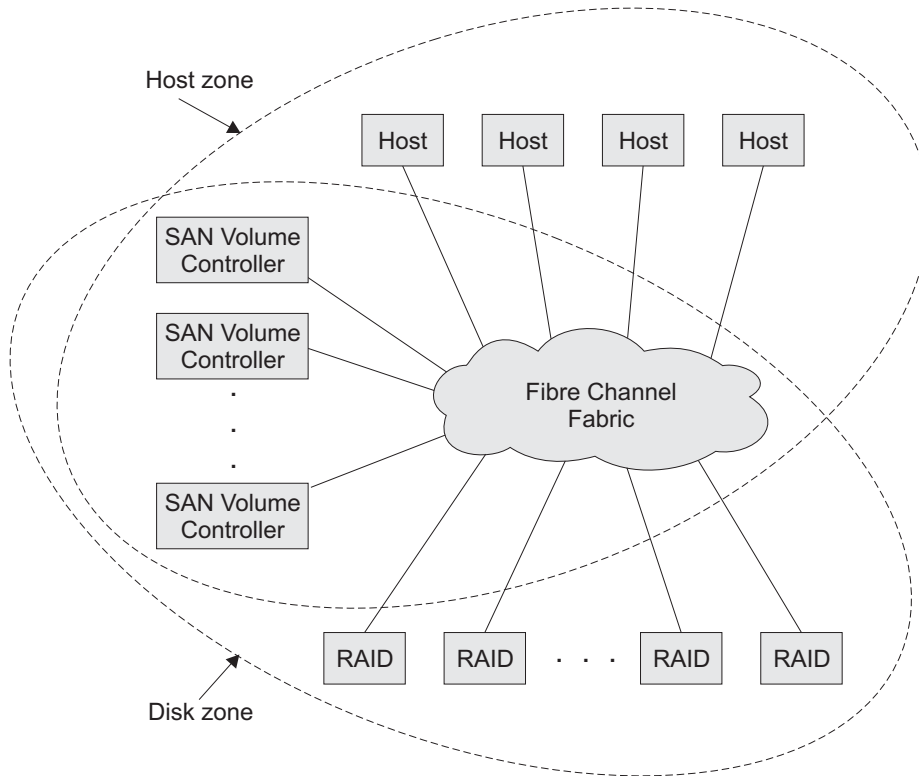 Host zone
Host
Host
Host
Host
SAN Volume
Controller
SAN Volume
Controller
.
.
.
SAN Volume
Controller
Fibre Channel
Fabric
RAID
RAID
. . .
RAID
RAID
Disk zone